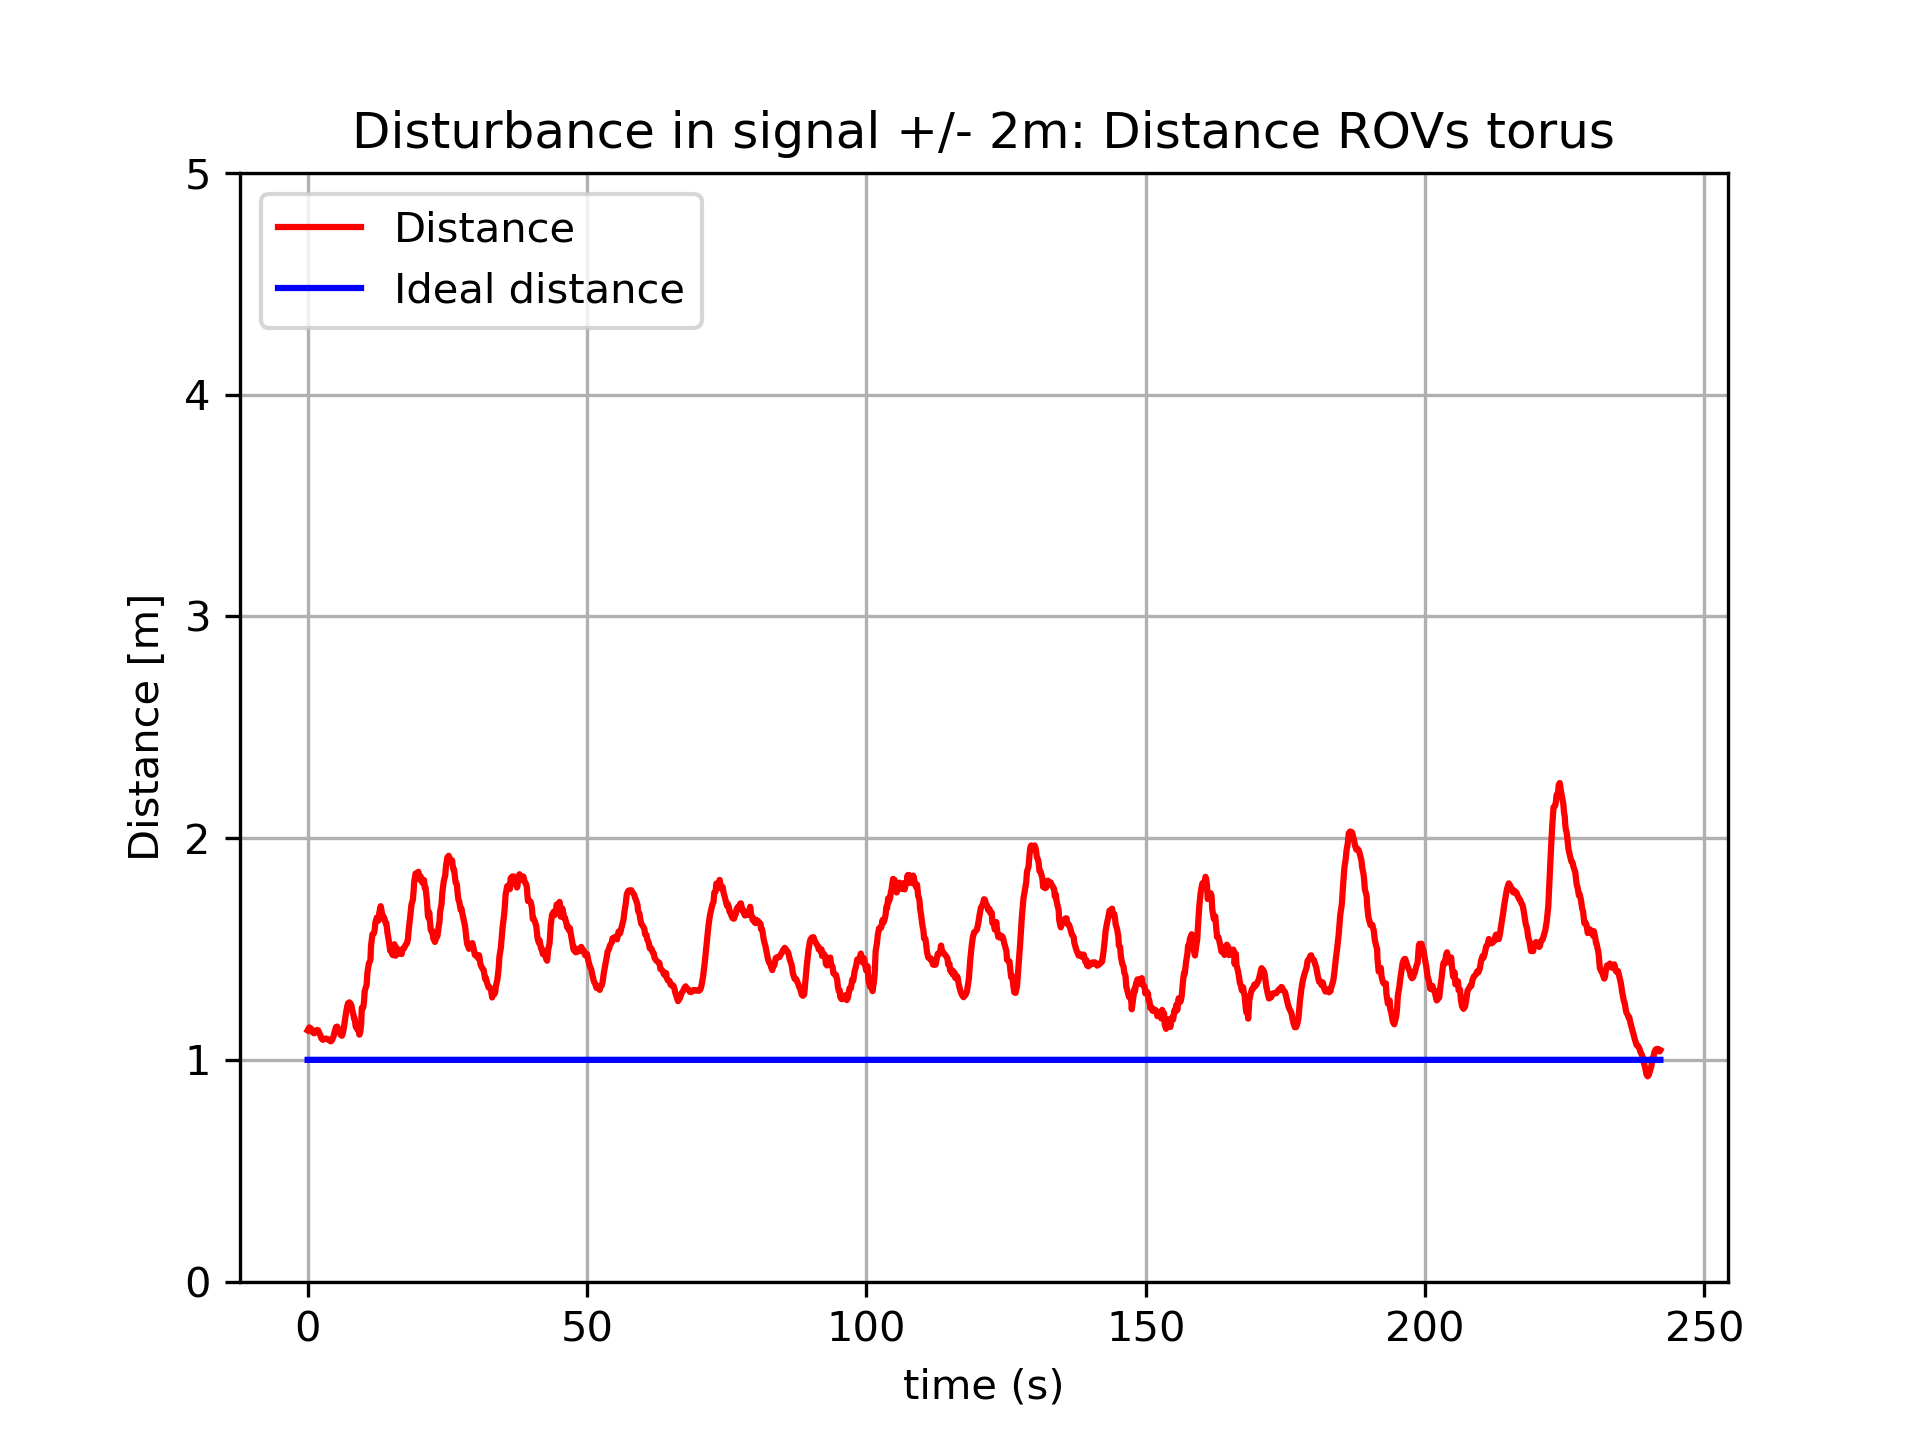 Disturbance in signal +/- 2m: Distance ROVs torus
Distance
Ideal distance
Distance [m]
5
4
3
2
1
0
0 50 100 150 200 250
time (s)